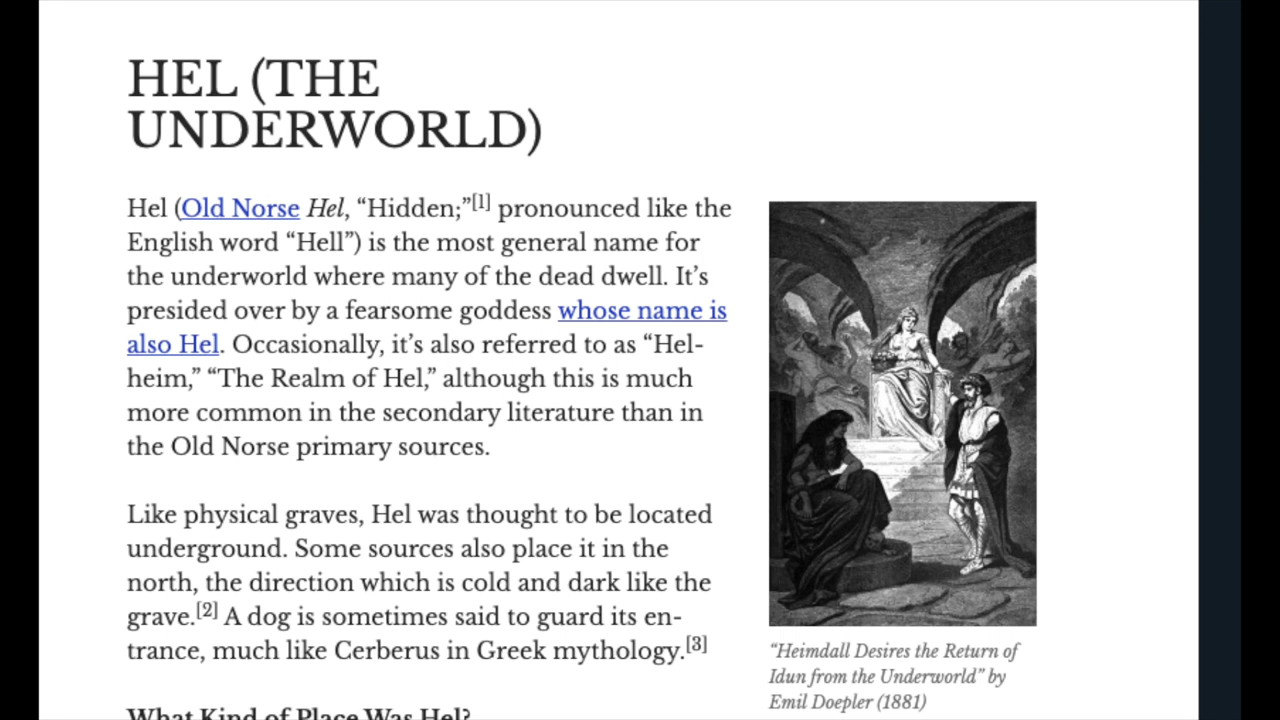 HEL (THE
UNDERWORLD)
Hel (Old Norse Hel, “Hidden;”[1] pronounced like the
English word “Hell”) is the most general name for
the underworld where many of the dead dwell. It’s
presided over by a fearsome goddess whose name is
also Hel. Occasionally, it’s also referred to as “Hel-
heim,” “The Realm of Hel,” although this is much
more common in the secondary literature than in
the Old Norse primary sources.
Like physical graves, Hel was thought to be located
underground. Some sources also place it in the
north, the direction which is cold and dark like the
grave.[2] A dog is sometimes said to guard its en-
trance, much like Cerberus in Greek mythology.[3]
What Kind of Place Was Hel?
“Heimdall Desires the Return of
Idun from the Underworld” by
Emil Doepler (1881)